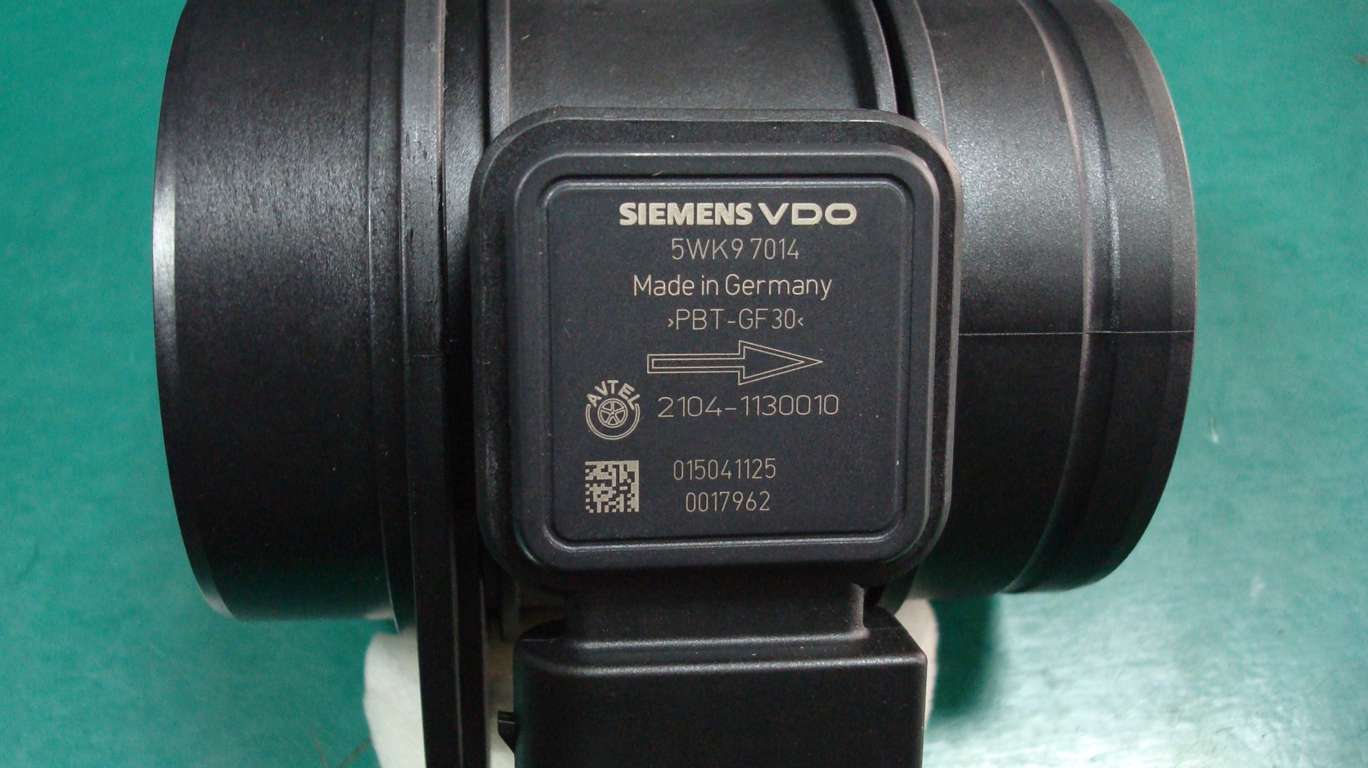 SIEMENS VDO
5WK9 7014
Made in Germany
›PBT-GF30‹
AVTEL
2104-1130010
015041125
0017962